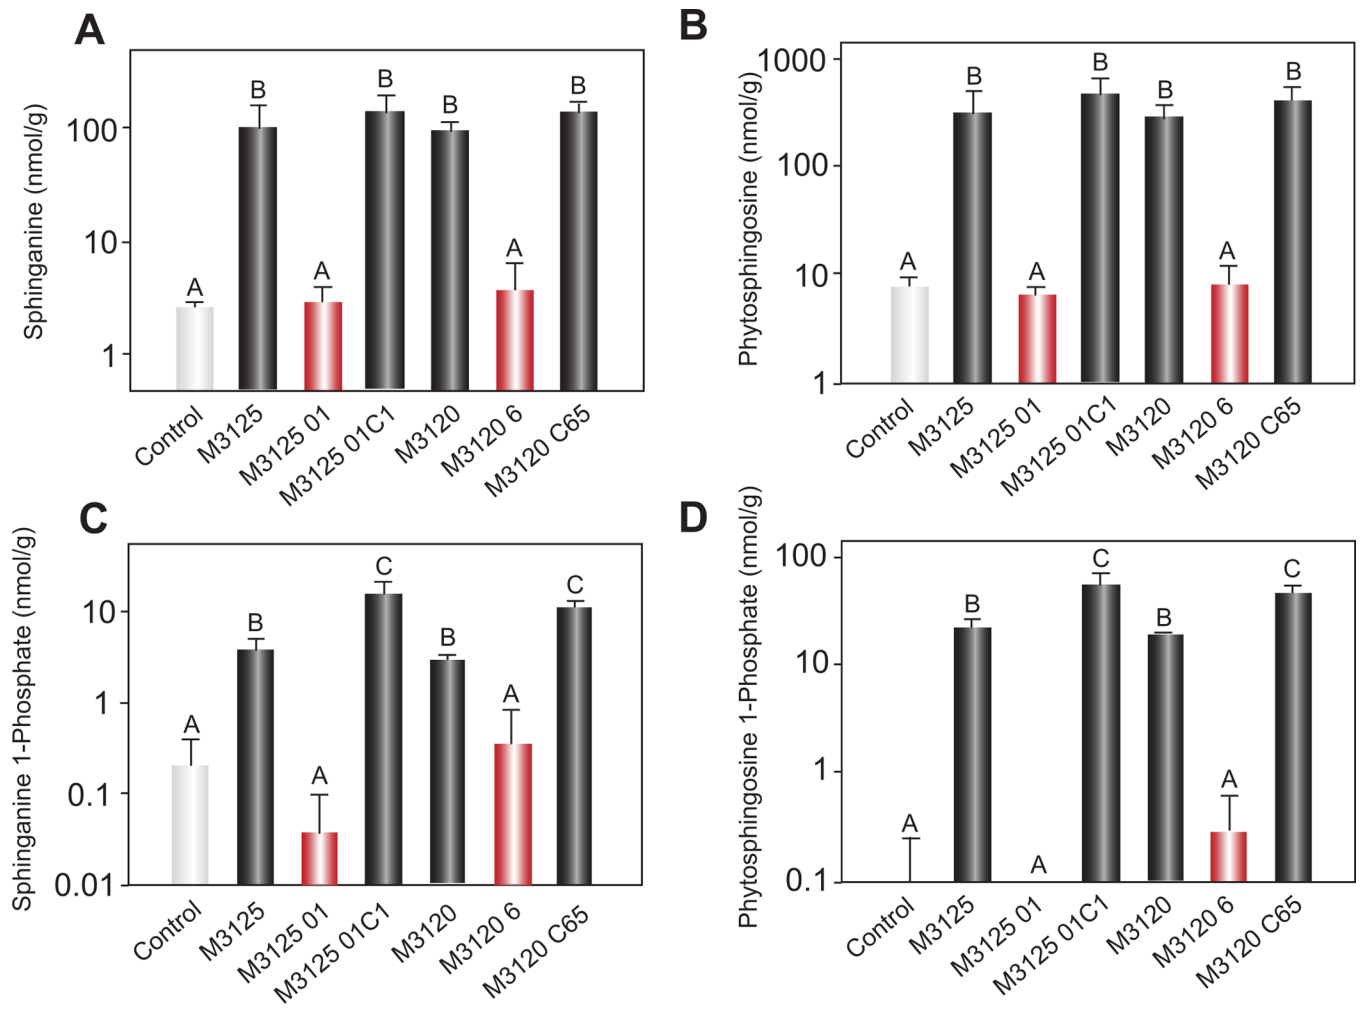 A
Sphinganine (nmol/g)
100
10
1
A
B
A
B
B
A
B
Control
M3125
M3125 01
M3125 01C1
M3120
M3120 6
M3120 C65
B
Phytosphingosine (nmol/g)
1000
100
10
1
A
B
A
B
B
A
B
Control
M3125
M3125 01
M3125 01C1
M3120
M3120 6
M3120 C65
C
Sphinganine 1-Phosphate (nmol/g)
10
1
0.1
0.01
A
B
A
C
B
A
C
Control
M3125
M3125 01
M3125 01C1
M3120
M3120 6
M3120 C65
D
Phytosphingosine 1-Phosphate (nmol/g)
100
10
1
0.1
A
B
A
C
B
A
C
Control
M3125
M3125 01
M3125 01C1
M3120
M3120 6
M3120 C65